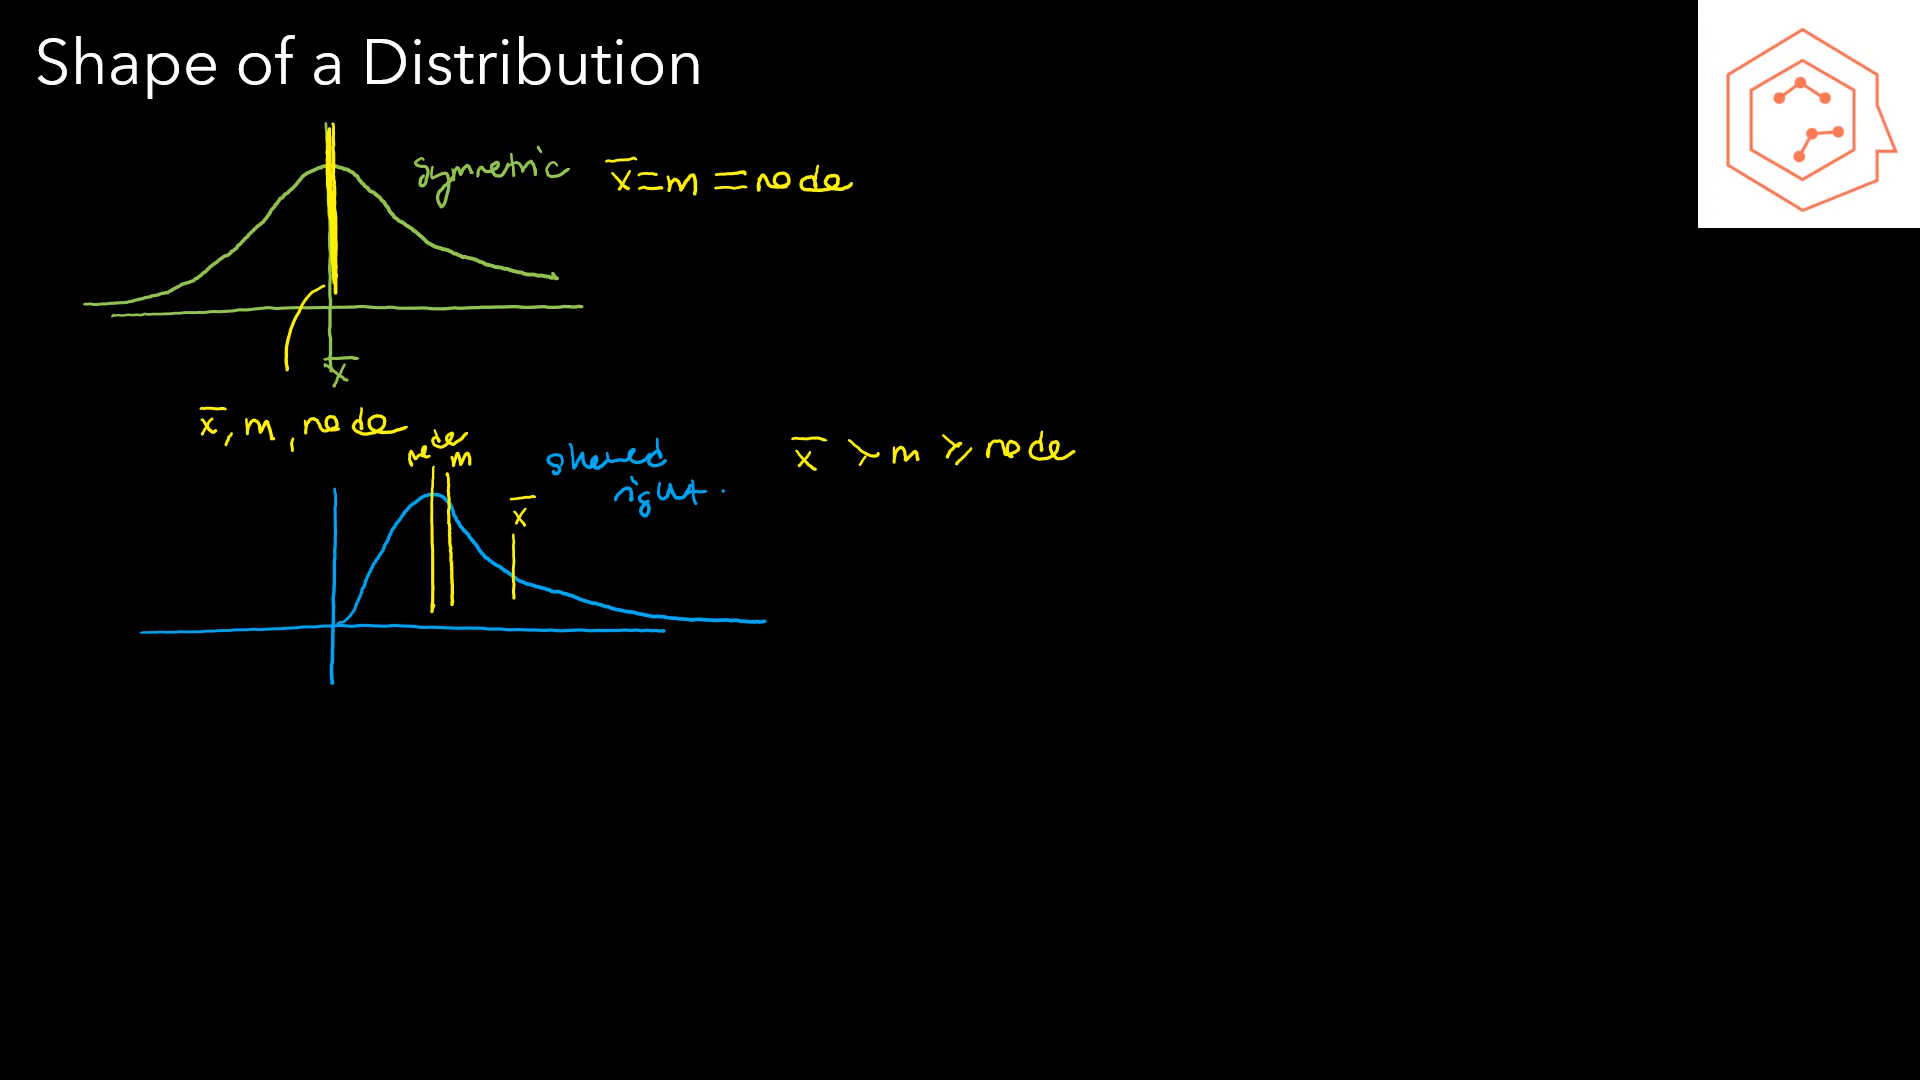 Shape of a Distribution
symmetric x̄ = m = mode
x̄
x̄, m, mode
mode m
skewed right.
x̄ > m ⩾ mode
x̄